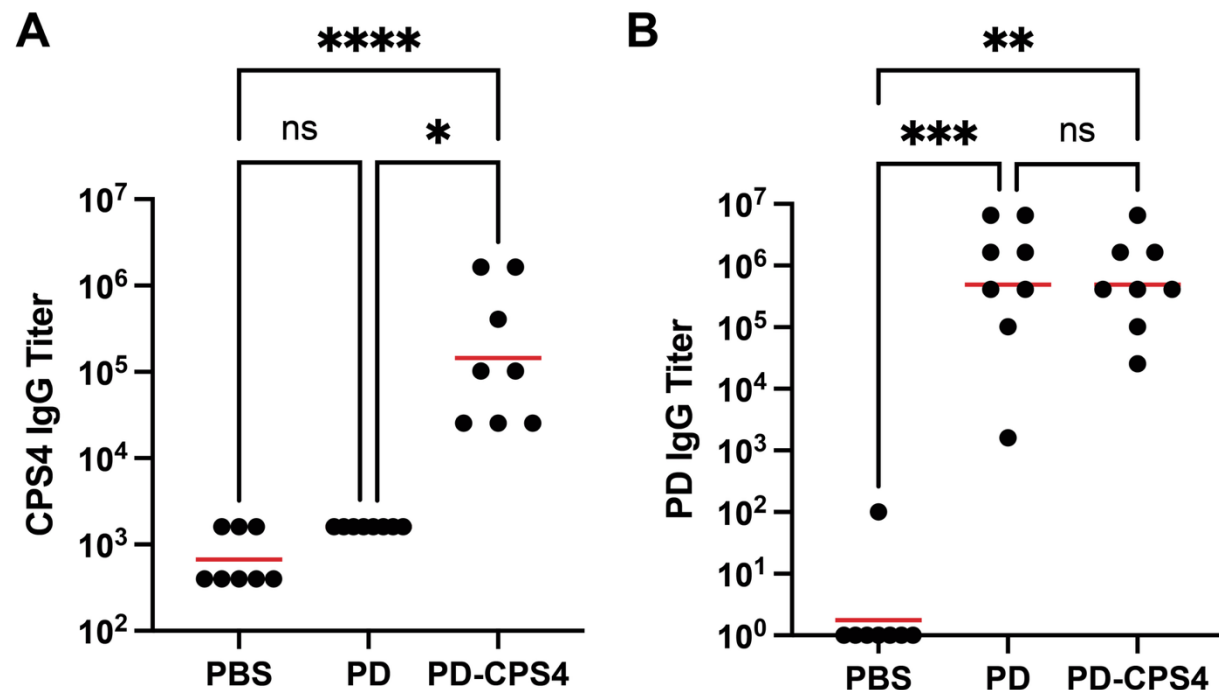 A
****
ns
*
CPS4 IgG Titer
10⁷
10⁶
10⁵
10⁴
10³
10²
PBS PD PD-CPS4
B
**
***
ns
PD IgG Titer
10⁷
10⁶
10⁵
10⁴
10³
10²
10¹
10⁰
PBS PD PD-CPS4